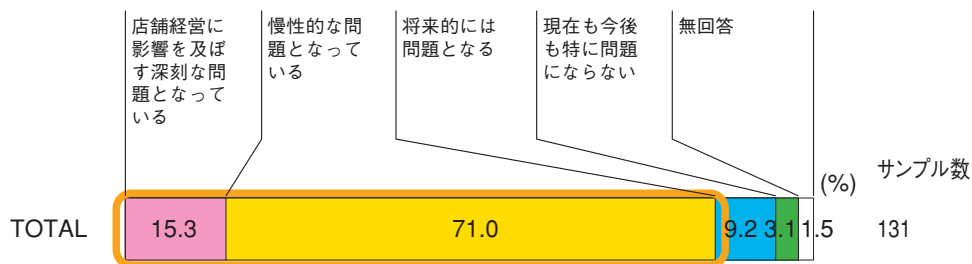 店舗経営に
影響を及ぼ
す深刻な問
題となって
いる
慢性的な問
題となって
いる
将来的には
問題となる
現在も今後
も特に問題
にならない
無回答
(%)
サンプル数
TOTAL
15.3
71.0
9.2
3.1
1.5
131